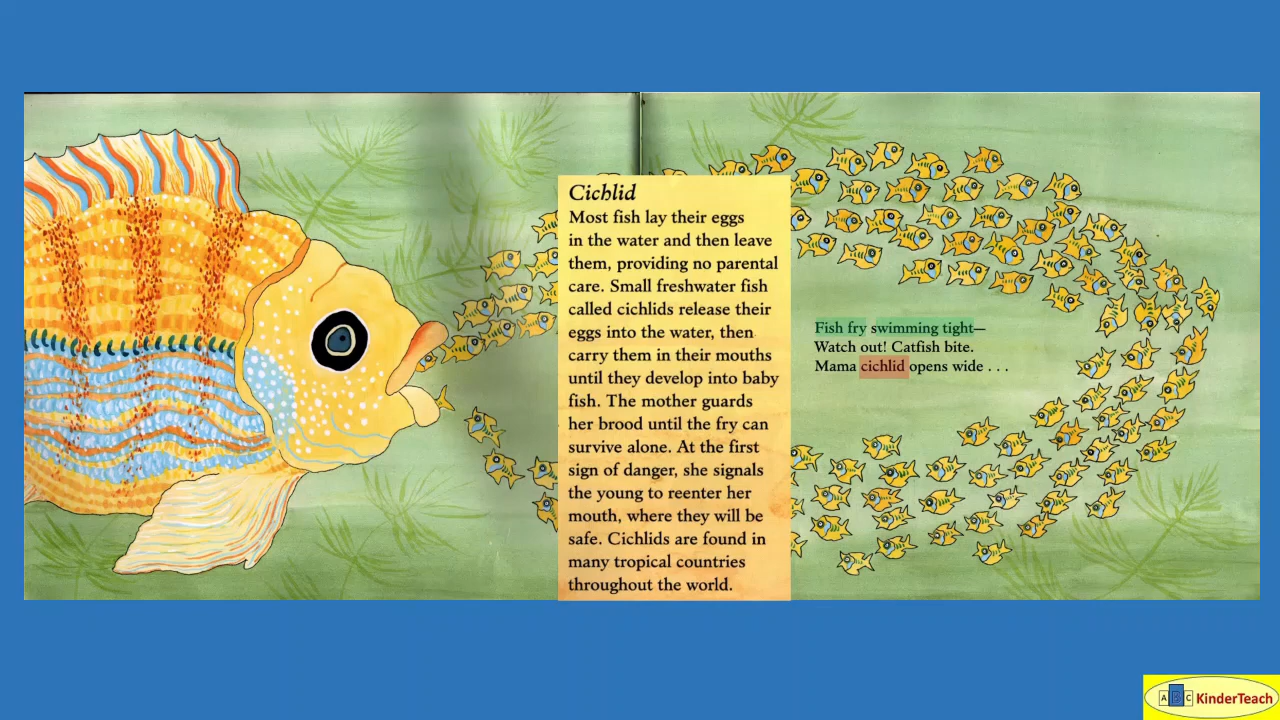 Cichlid
Most fish lay their eggs
in the water and then leave
them, providing no parental
care. Small freshwater fish
called cichlids release their
eggs into the water, then
carry them in their mouths
until they develop into baby
fish. The mother guards
her brood until the fry can
survive alone. At the first
sign of danger, she signals
the young to reenter her
mouth, where they will be
safe. Cichlids are found in
many tropical countries
throughout the world.
Fish fry swimming tight—
Watch out! Catfish bite.
Mama cichlid opens wide . . .
ABC KinderTeach